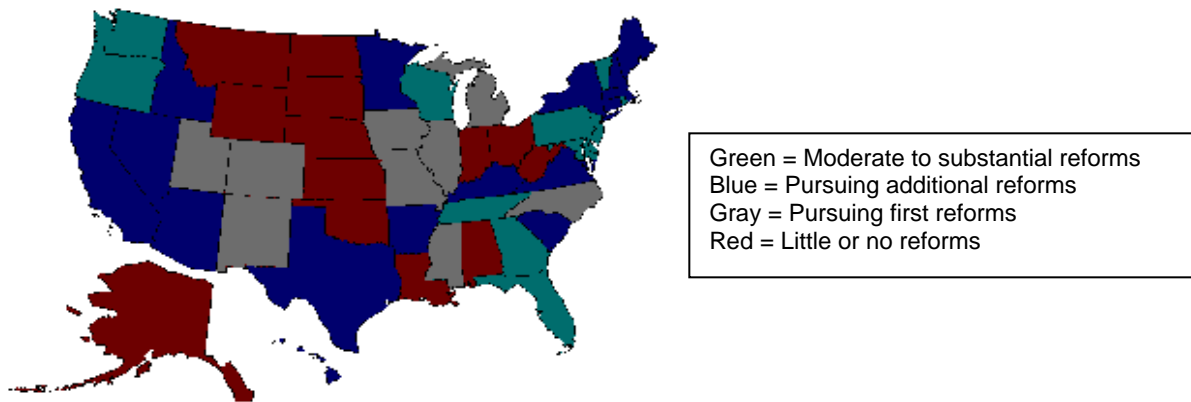 Green = Moderate to substantial reforms
Blue = Pursuing additional reforms
Gray = Pursuing first reforms
Red = Little or no reforms